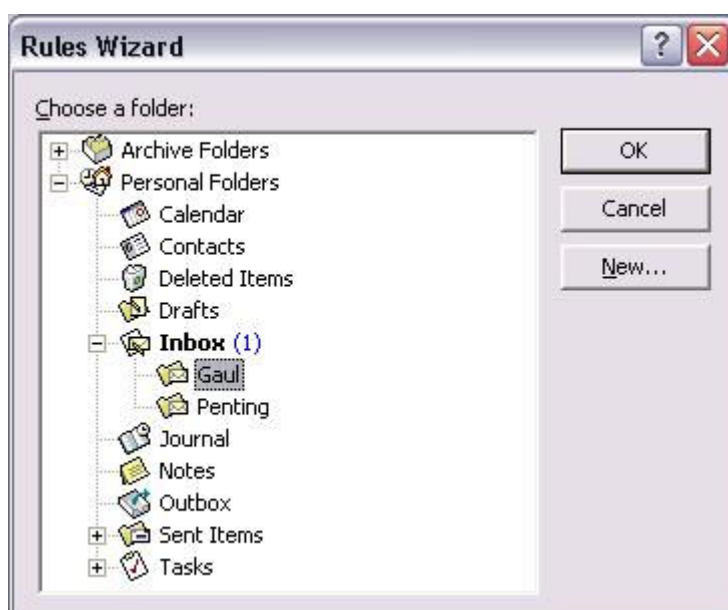 Rules Wizard
Choose a folder:
Archive Folders
Personal Folders
Calendar
Contacts
Deleted Items
Drafts
Inbox (1)
Gaul
Penting
Journal
Notes
Outbox
Sent Items
Tasks
OK
Cancel
New...